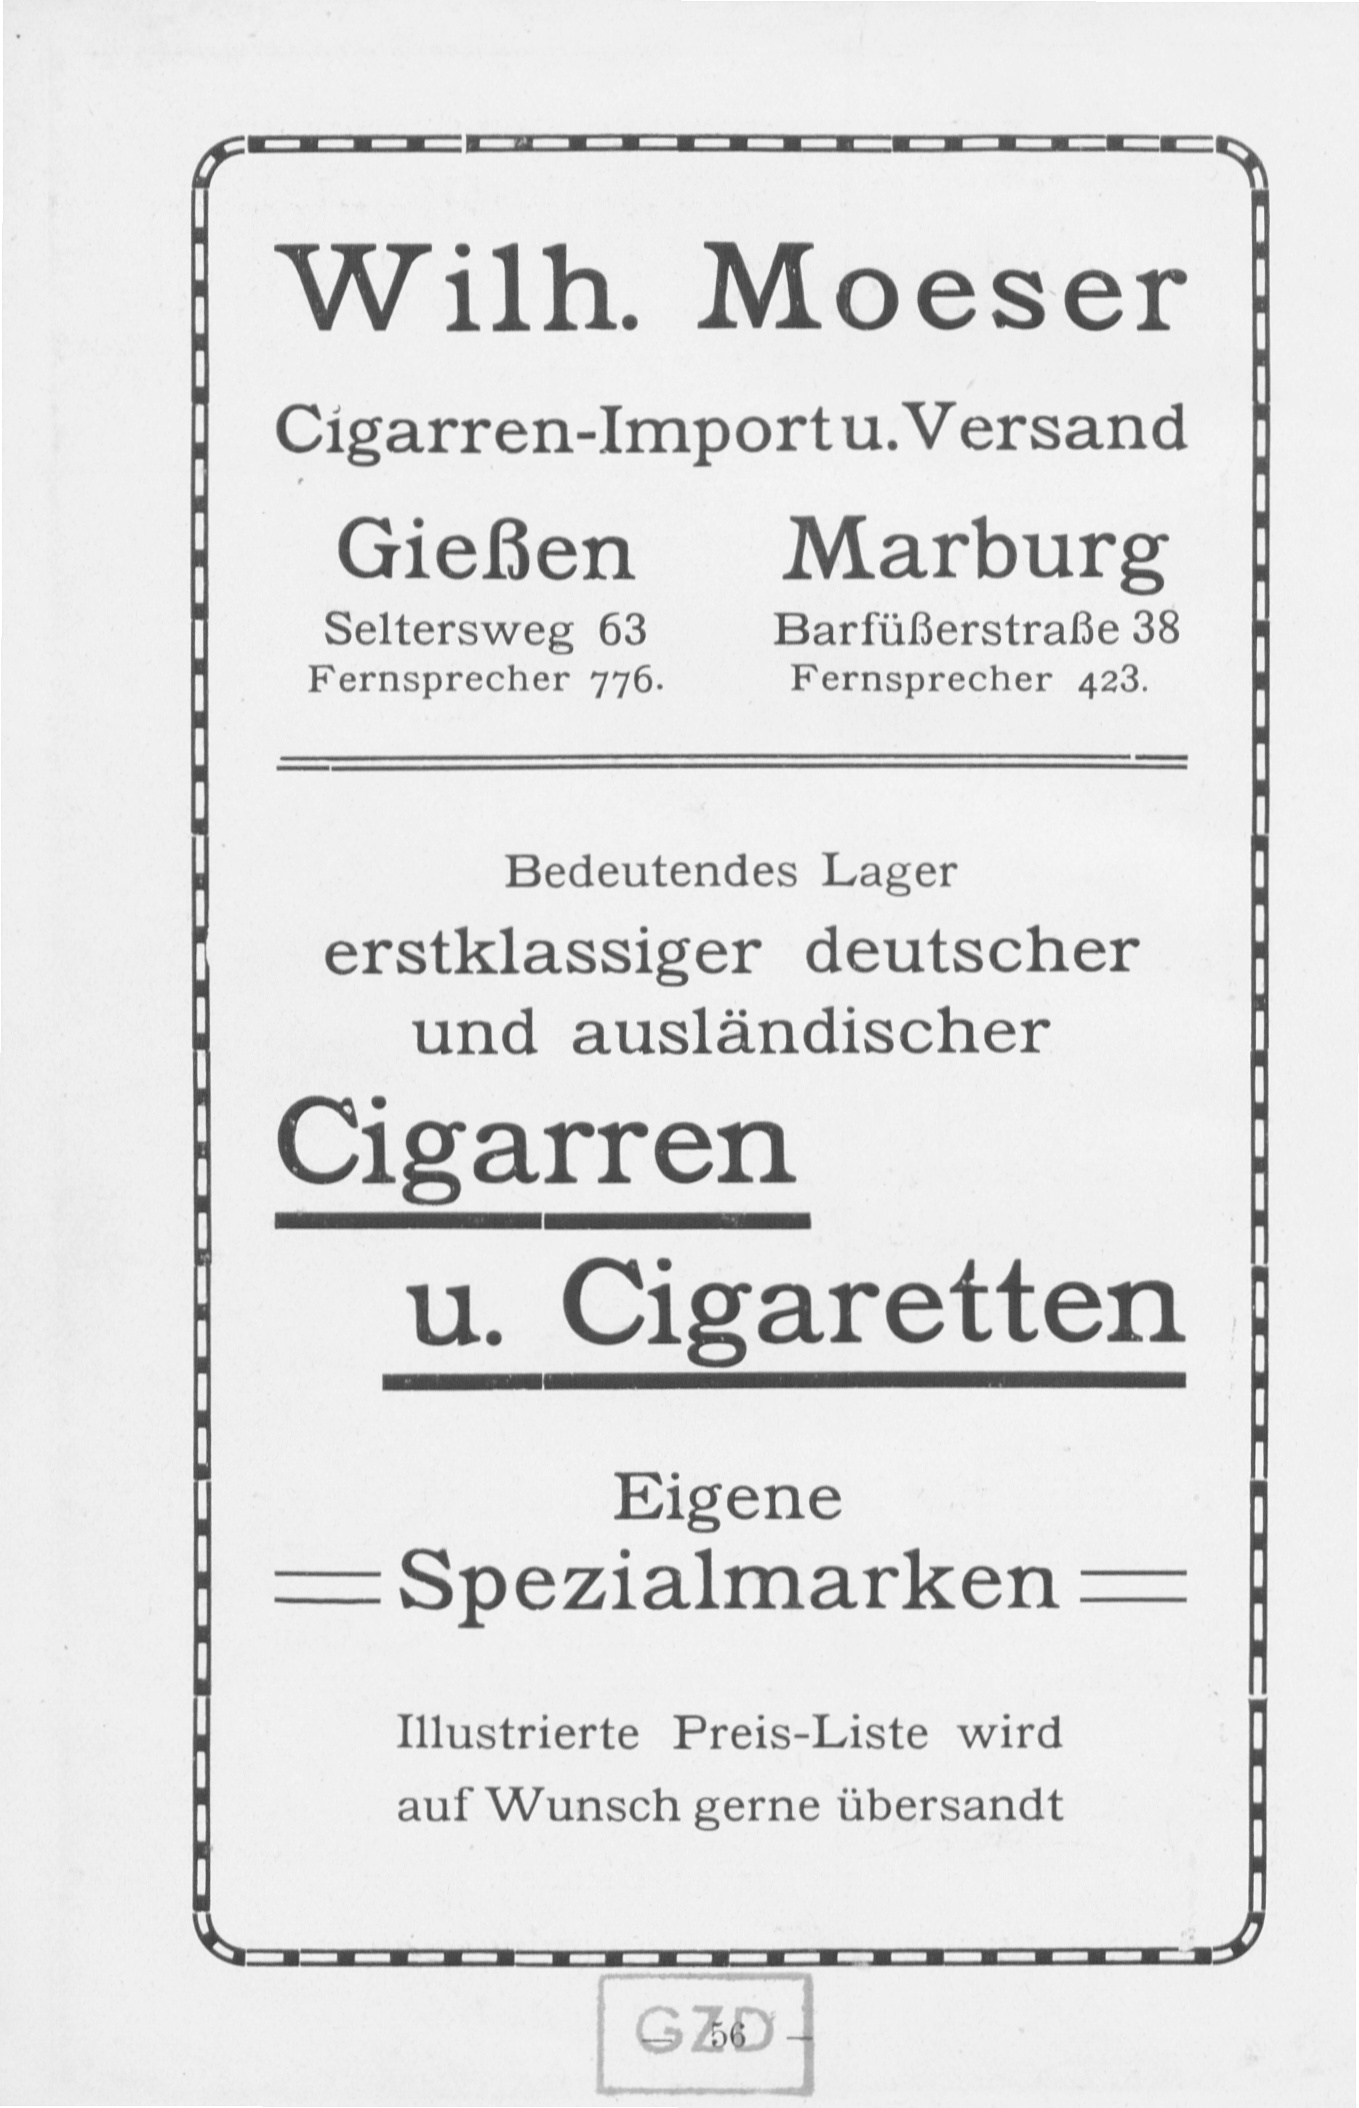 Wilh. Moeser
Cigarren-Import u. Versand
Gießen
Seltersweg 63
Fernsprecher 776.
Marburg
Barfüßerstraße 38
Fernsprecher 423.
Bedeutendes Lager
erstklassiger deutscher
und ausländischer
Cigarren
u. Cigaretten
Eigene
Spezialmarken
Illustrierte Preis-Liste wird
auf Wunsch gerne übersandt
GZD
— 56 —